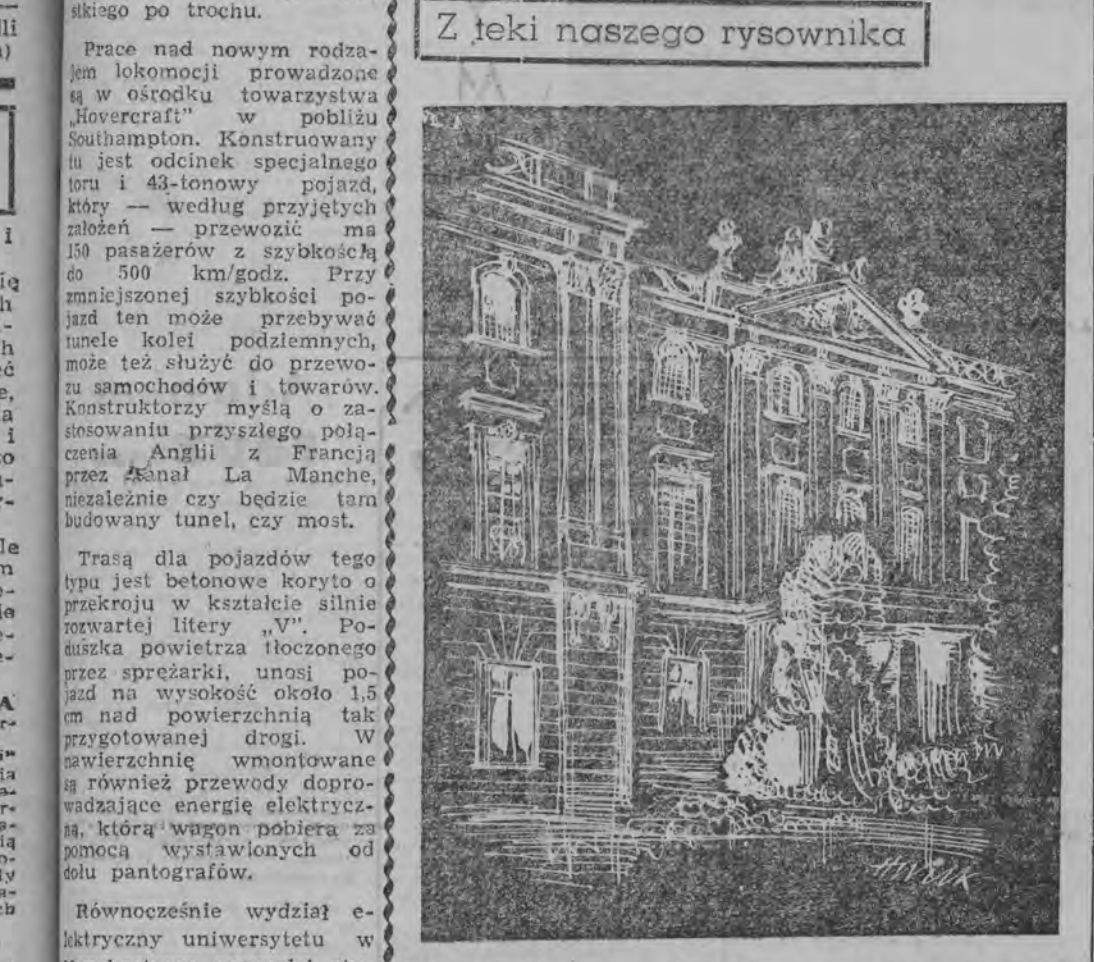 stkiego po trochu.
Prace nad nowym rodza-
jem lokomocji prowadzone
są w ośrodku towarzystwa
„Hovercraft” w pobliżu
Southampton. Konstruowany
tu jest odcinek specjalnego
toru i 43-tonowy pojazd,
który — według przyjętych
założeń — przewozić ma
150 pasażerów z szybkością
do 500 km/godz. Przy
zmniejszonej szybkości po-
jazd ten może przebywać
tunele kolei podziemnych,
może też służyć do przewo-
zu samochodów i towarów.
Konstruktorzy myślą o za-
stosowaniu przyszłego połą-
czenia Anglii z Francją
przez kanał La Manche,
niezależnie czy będzie tam
budowany tunel, czy most.
Trasą dla pojazdów tego
typu jest betonowe koryto o
przekroju w kształcie silnie
rozwartej litery „V”. Po-
duszka powietrza tłoczonego
przez sprężarki, unosi po-
jazd na wysokość około 1,5
cm nad powierzchnią tak
przygotowanej drogi. W
nawierzchnię wmontowane
są również przewody dopro-
wadzające energię elektrycz-
ną, którą wagon pobiera za
pomocą wystawionych od
dołu pantografów.
Równocześnie wydział e-
lektryczny uniwersytetu w
Z teki naszego rysownika